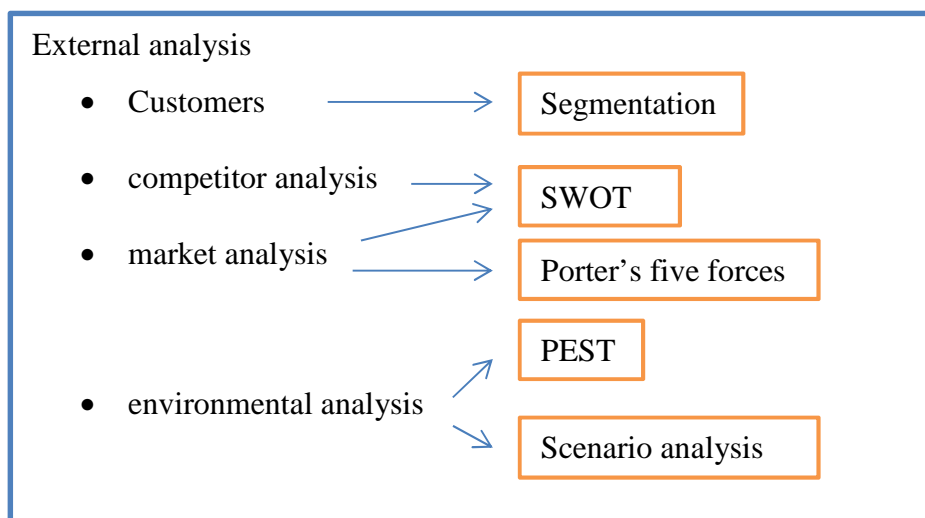 External analysis
• Customers
Segmentation
• competitor analysis
SWOT
• market analysis
Porter’s five forces
PEST
• environmental analysis
Scenario analysis